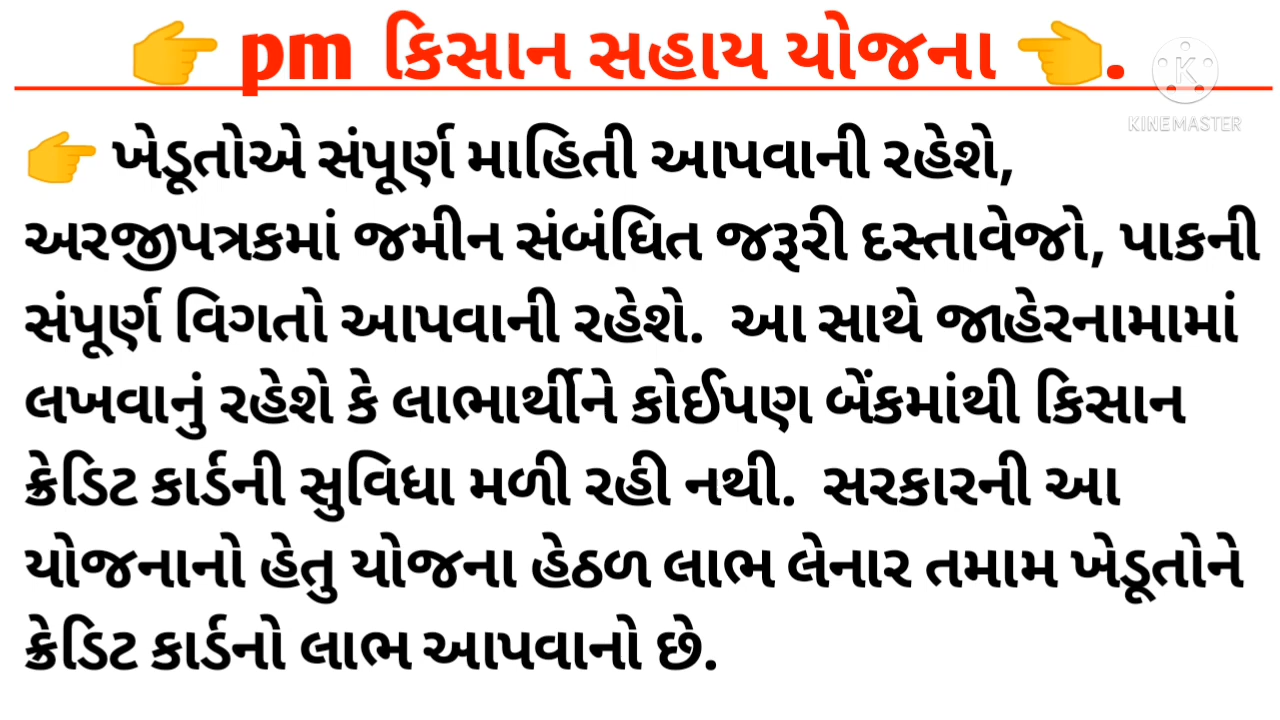 👉 pm કિસાન સહાય યોજના 👈.
KINEMASTER
👉 ખેડૂતોએ સંપૂર્ણ માહિતી આપવાની રહેશે,
અરજીપત્રકમાં જમીન સંબંધિત જરૂરી દસ્તાવેજો, પાકની
સંપૂર્ણ વિગતો આપવાની રહેશે. આ સાથે જાહેરનામામાં
લખવાનું રહેશે કે લાભાર્થીને કોઈપણ બેંકમાંથી કિસાન
ક્રેડિટ કાર્ડની સુવિધા મળી રહી નથી. સરકારની આ
યોજનાનો હેતુ યોજના હેઠળ લાભ લેનાર તમામ ખેડૂતોને
ક્રેડિટ કાર્ડનો લાભ આપવાનો છે.